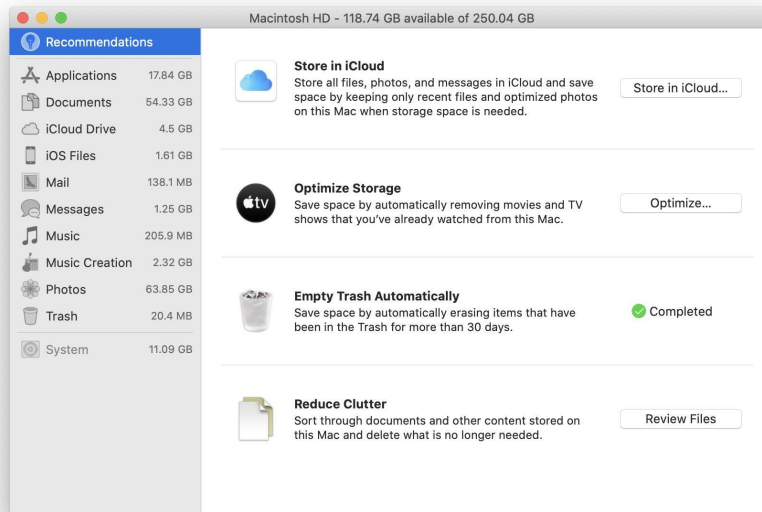 Macintosh HD - 118.74 GB available of 250.04 GB
Recommendations
Applications 17.84 GB
Documents 54.33 GB
iCloud Drive 4.5 GB
iOS Files 1.61 GB
Mail 138.1 MB
Messages 1.25 GB
Music 205.9 MB
Music Creation 2.32 GB
Photos 63.85 GB
Trash 20.4 MB
System 11.09 GB
Store in iCloud
Store all files, photos, and messages in iCloud and save
space by keeping only recent files and optimized photos
on this Mac when storage space is needed.
Store in iCloud...
tv
Optimize Storage
Save space by automatically removing movies and TV
shows that you’ve already watched from this Mac.
Optimize...
Empty Trash Automatically
Save space by automatically erasing items that have
been in the Trash for more than 30 days.
Completed
Reduce Clutter
Sort through documents and other content stored on
this Mac and delete what is no longer needed.
Review Files